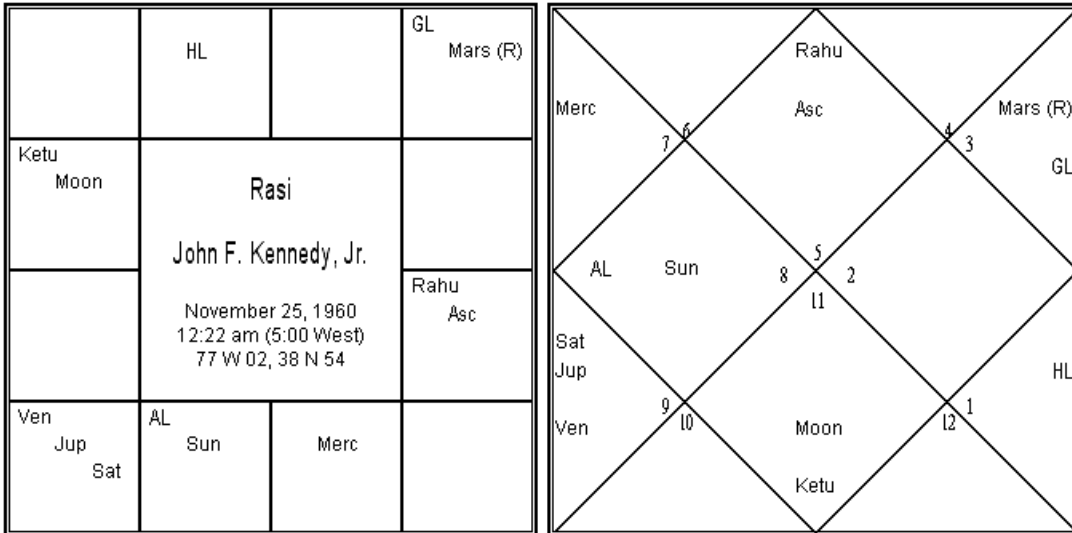 HL
GL
Mars (R)
Ketu
Moon
Rasi
John F. Kennedy, Jr.
November 25, 1960
12:22 am (5:00 West)
77 W 02, 38 N 54
Rahu
Asc
Ven
Jup
Sat
AL
Sun
Merc
Rahu
Asc
Merc
Mars (R)
GL
6
7
4
3
5
8
2
11
AL
Sun
Sat
Jup
Ven
HL
9
10
1
12
Moon
Ketu